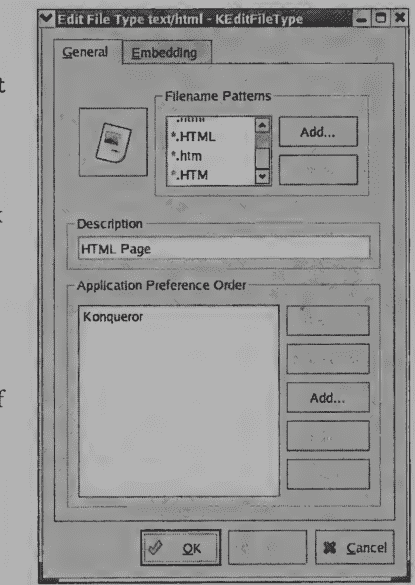 Edit File Type text/html - KEditFileType
General Embedding
t
Filename Patterns
*.html
*.HTML
*.htm
*.HTM
Add...
k
Description
HTML Page
Application Preference Order
Konqueror
f
Add...
OK
Cancel